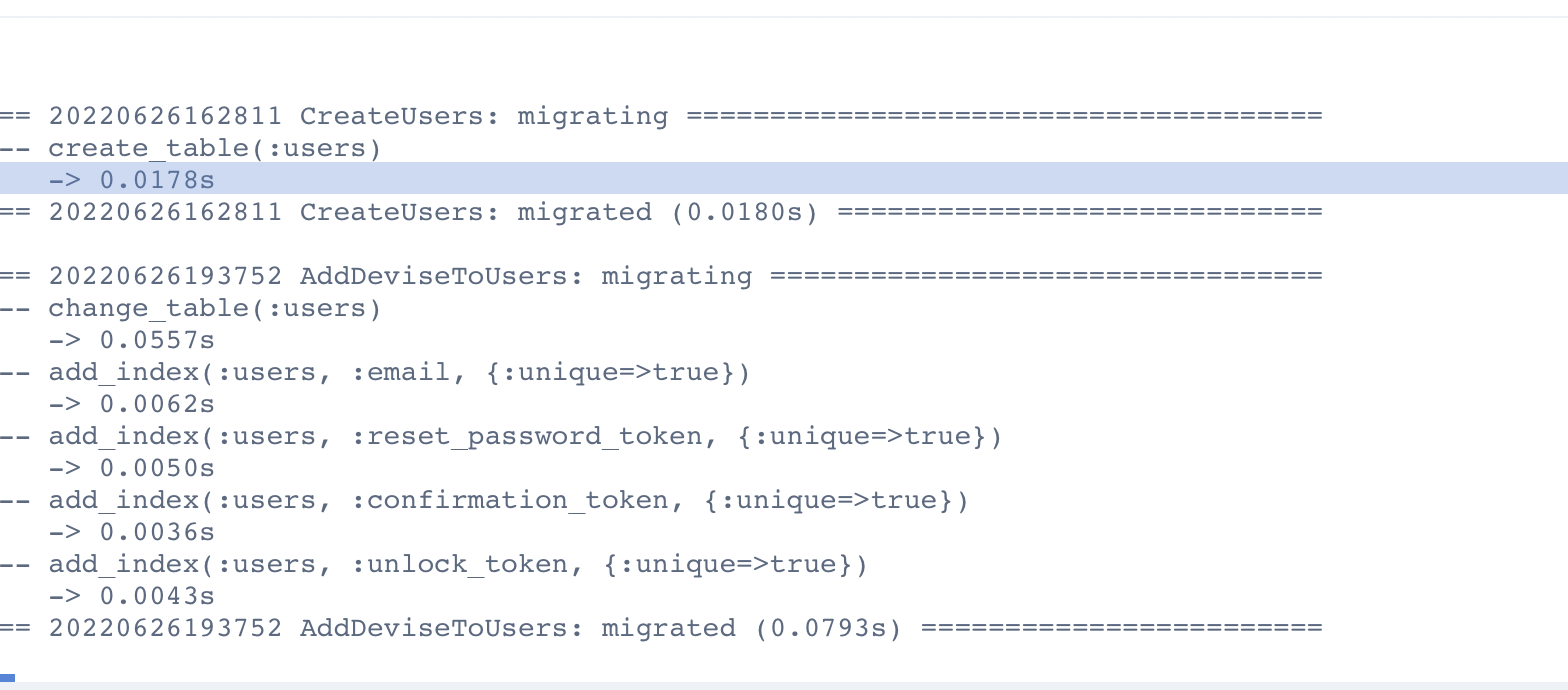 == 20220626162811 CreateUsers: migrating ======================================
-- create_table(:users)
   -> 0.0178s
== 20220626162811 CreateUsers: migrated (0.0180s) =============================

== 20220626193752 AddDeviseToUsers: migrating =================================
-- change_table(:users)
   -> 0.0557s
-- add_index(:users, :email, {:unique=>true})
   -> 0.0062s
-- add_index(:users, :reset_password_token, {:unique=>true})
   -> 0.0050s
-- add_index(:users, :confirmation_token, {:unique=>true})
   -> 0.0036s
-- add_index(:users, :unlock_token, {:unique=>true})
   -> 0.0043s
== 20220626193752 AddDeviseToUsers: migrated (0.0793s) ========================